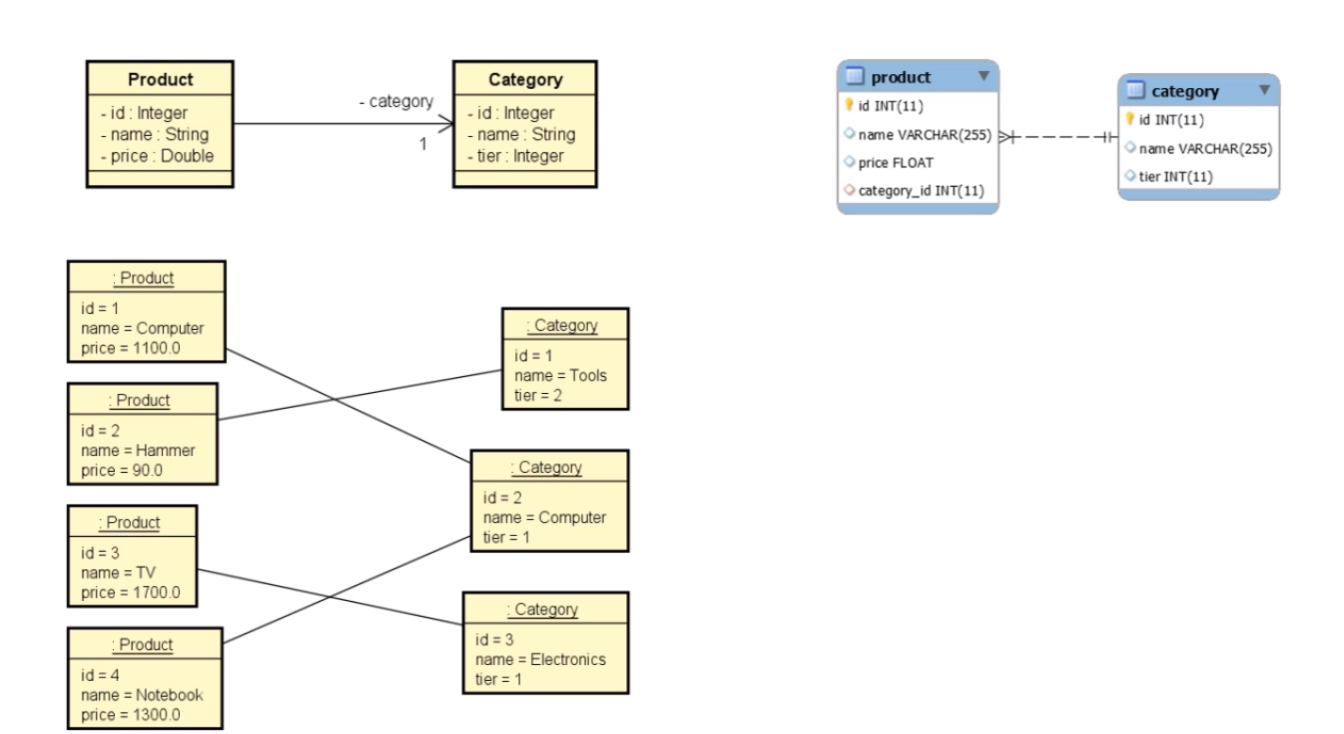 Product
- id : Integer
- name : String
- price : Double
- category
1
Category
- id : Integer
- name : String
- tier : Integer
product
id INT(11)
name VARCHAR(255)
price FLOAT
category_id INT(11)
category
id INT(11)
name VARCHAR(255)
tier INT(11)
: Product
id = 1
name = Computer
price = 1100.0
: Product
id = 2
name = Hammer
price = 90.0
: Product
id = 3
name = TV
price = 1700.0
: Product
id = 4
name = Notebook
price = 1300.0
: Category
id = 1
name = Tools
tier = 2
: Category
id = 2
name = Computer
tier = 1
: Category
id = 3
name = Electronics
tier = 1